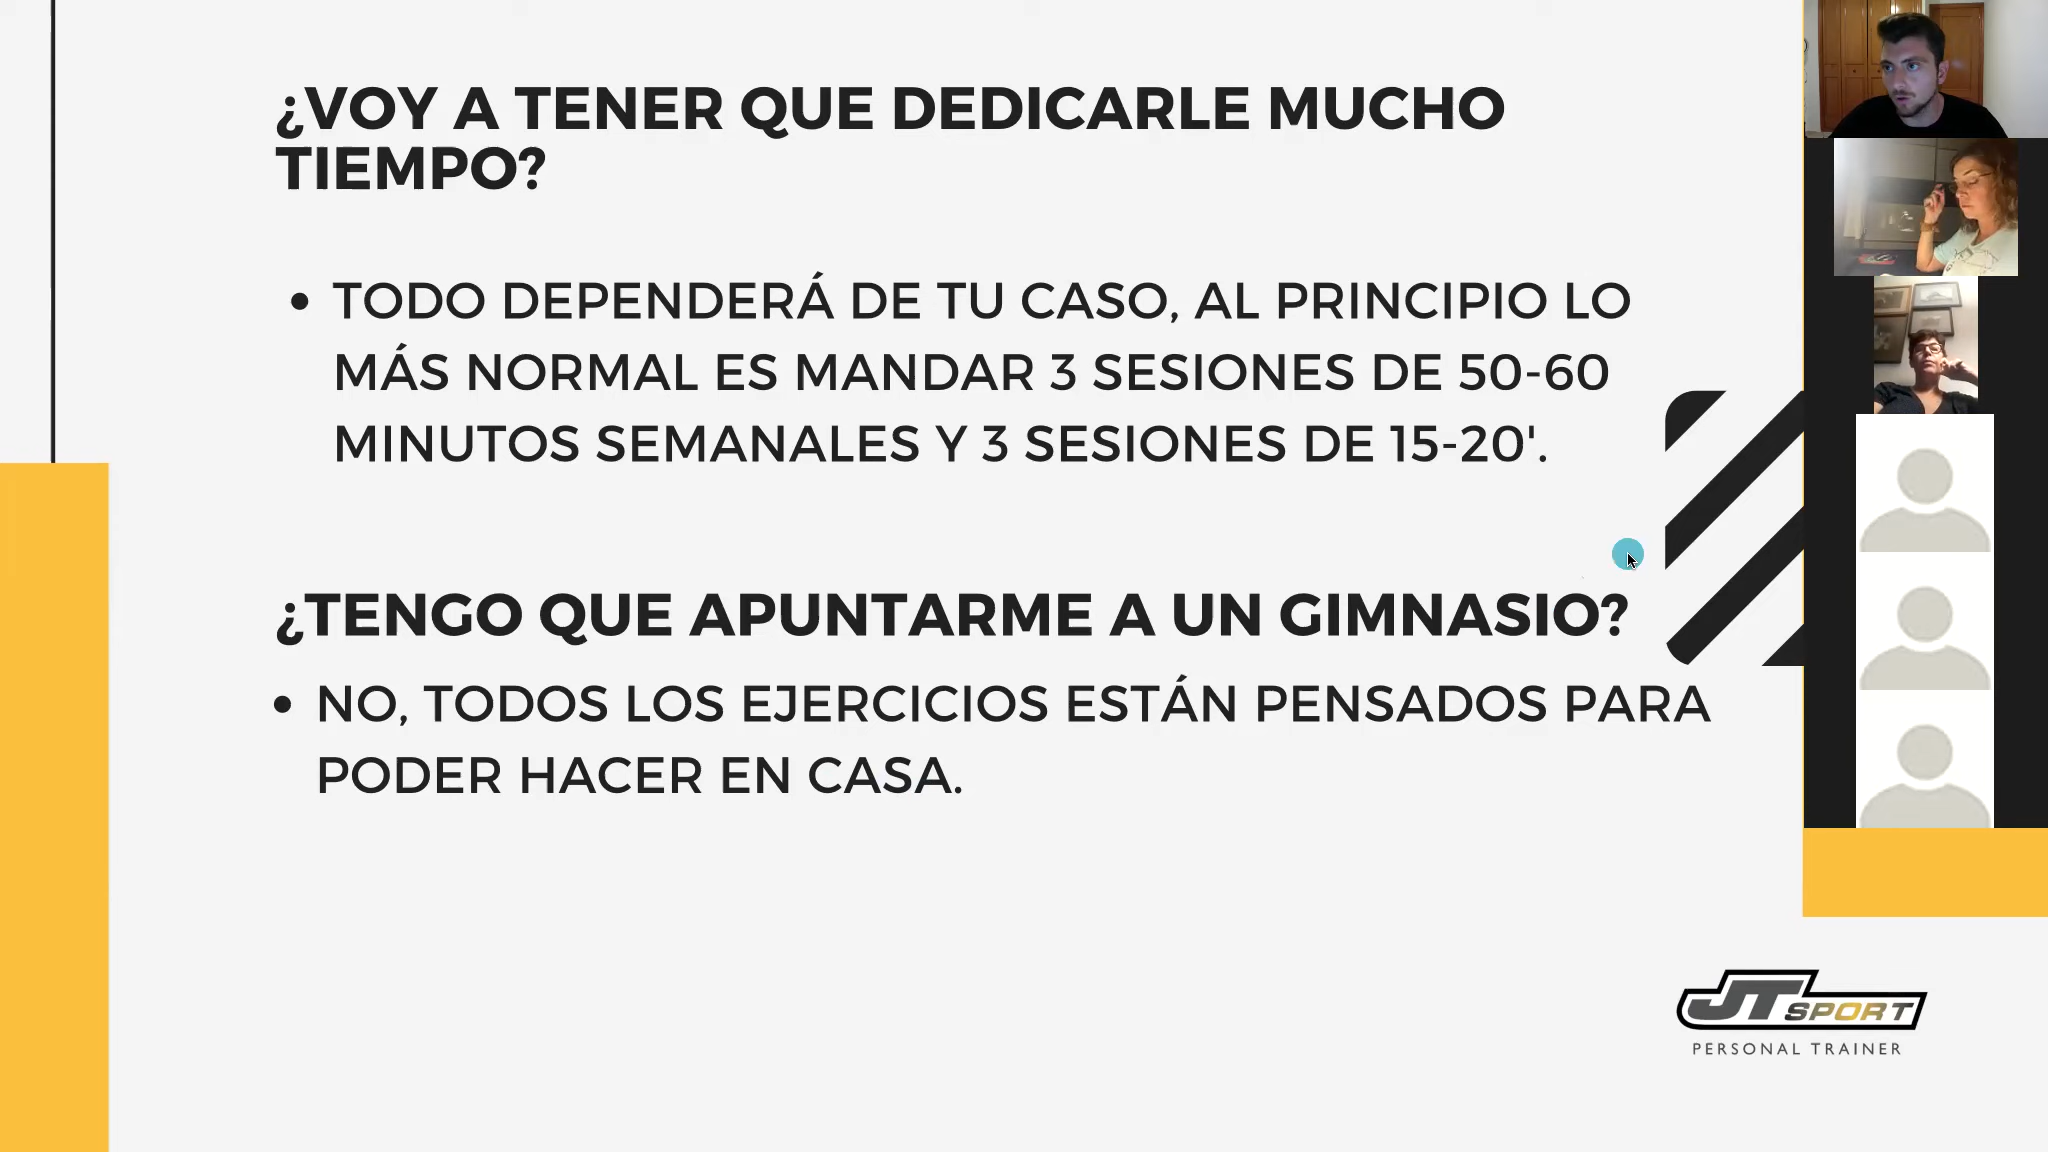 ¿VOY A TENER QUE DEDICARLE MUCHO
TIEMPO?
• TODO DEPENDERÁ DE TU CASO, AL PRINCIPIO LO
MÁS NORMAL ES MANDAR 3 SESIONES DE 50-60
MINUTOS SEMANALES Y 3 SESIONES DE 15-20'.
¿TENGO QUE APUNTARME A UN GIMNASIO?
• NO, TODOS LOS EJERCICIOS ESTÁN PENSADOS PARA
PODER HACER EN CASA.
JT SPORT
PERSONAL TRAINER